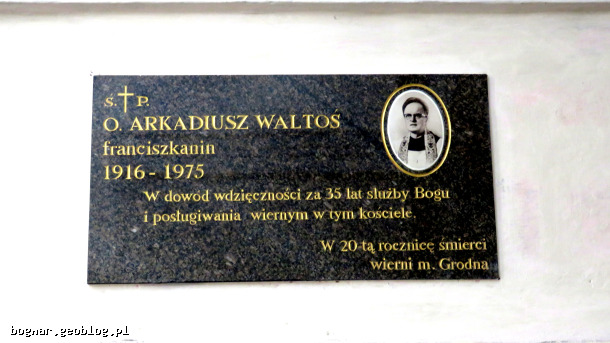 Ś. † P.
O. ARKADIUSZ WALTOŚ
franciszkanin
1916 - 1975
W dowód wdzięczności za 35 lat służby Bogu
i posługiwania wiernym w tym kościele.
W 20-tą rocznicę śmierci
wierni m. Grodna
bognar.geoblog.pl